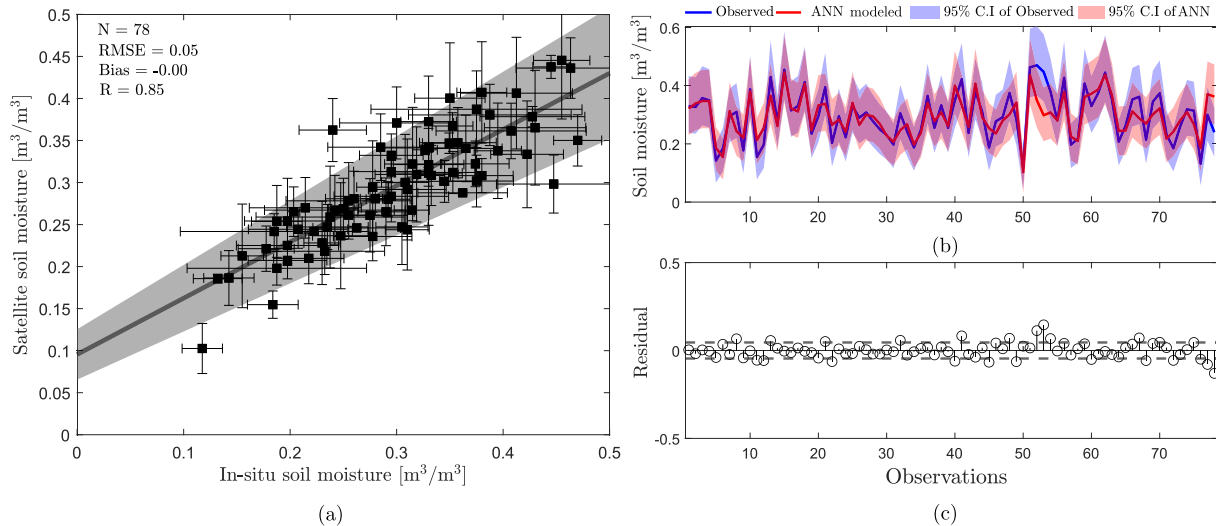 N = 78
RMSE = 0.05
Bias = -0.00
R = 0.85
Satellite soil moisture [m³/m³]
0.5
0.45
0.4
0.35
0.3
0.25
0.2
0.15
0.1
0.05
0
0 0.1 0.2 0.3 0.4 0.5
In-situ soil moisture [m³/m³]
(a)
Observed ANN modeled 95% C.I of Observed 95% C.I of ANN
Soil moisture [m³/m³]
0.6
0.4
0.2
0
10 20 30 40 50 60 70
(b)
Residual
0.5
0
-0.5
10 20 30 40 50 60 70
Observations
(c)